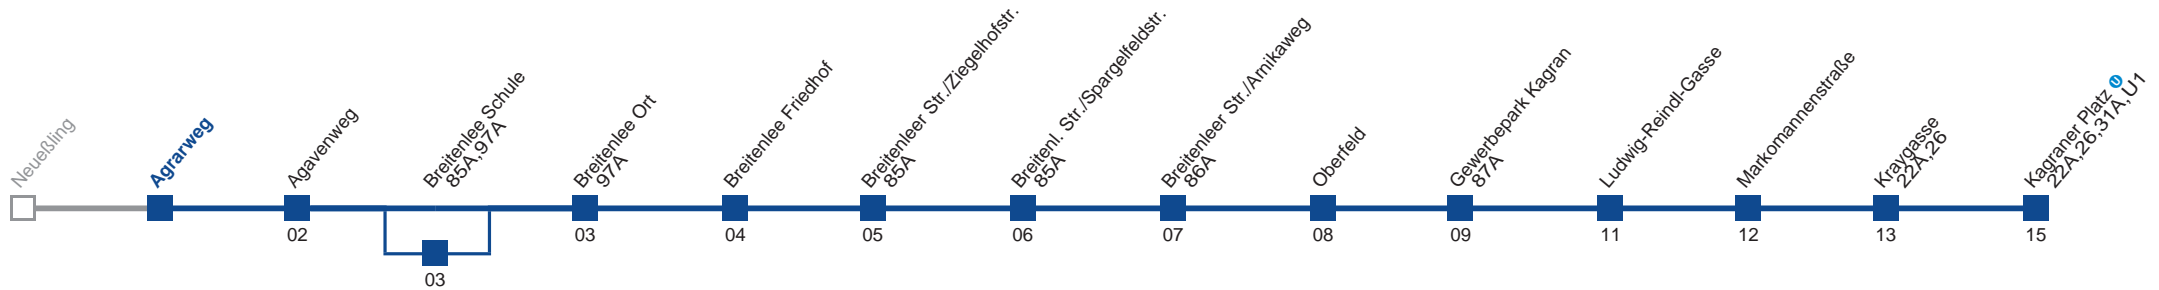 Neueßling
Agrarweg
Agavenweg
02
Breitenlee Schule
85A,97A
03
Breitenlee Ort
97A
03
Breitenlee Friedhof
04
Breitenleer Str./Ziegelhofstr.
85A
05
Breitenl. Str./Spargelfeldstr.
85A
06
Breitenleer Str./Arnikaweg
86A
07
Oberfeld
08
Gewerbepark Kagran
87A
09
Ludwig-Reindl-Gasse
11
Markomannenstraße
12
Kraygasse
22A,26
13
Kagraner Platz U
22A,26,31A,U1
15